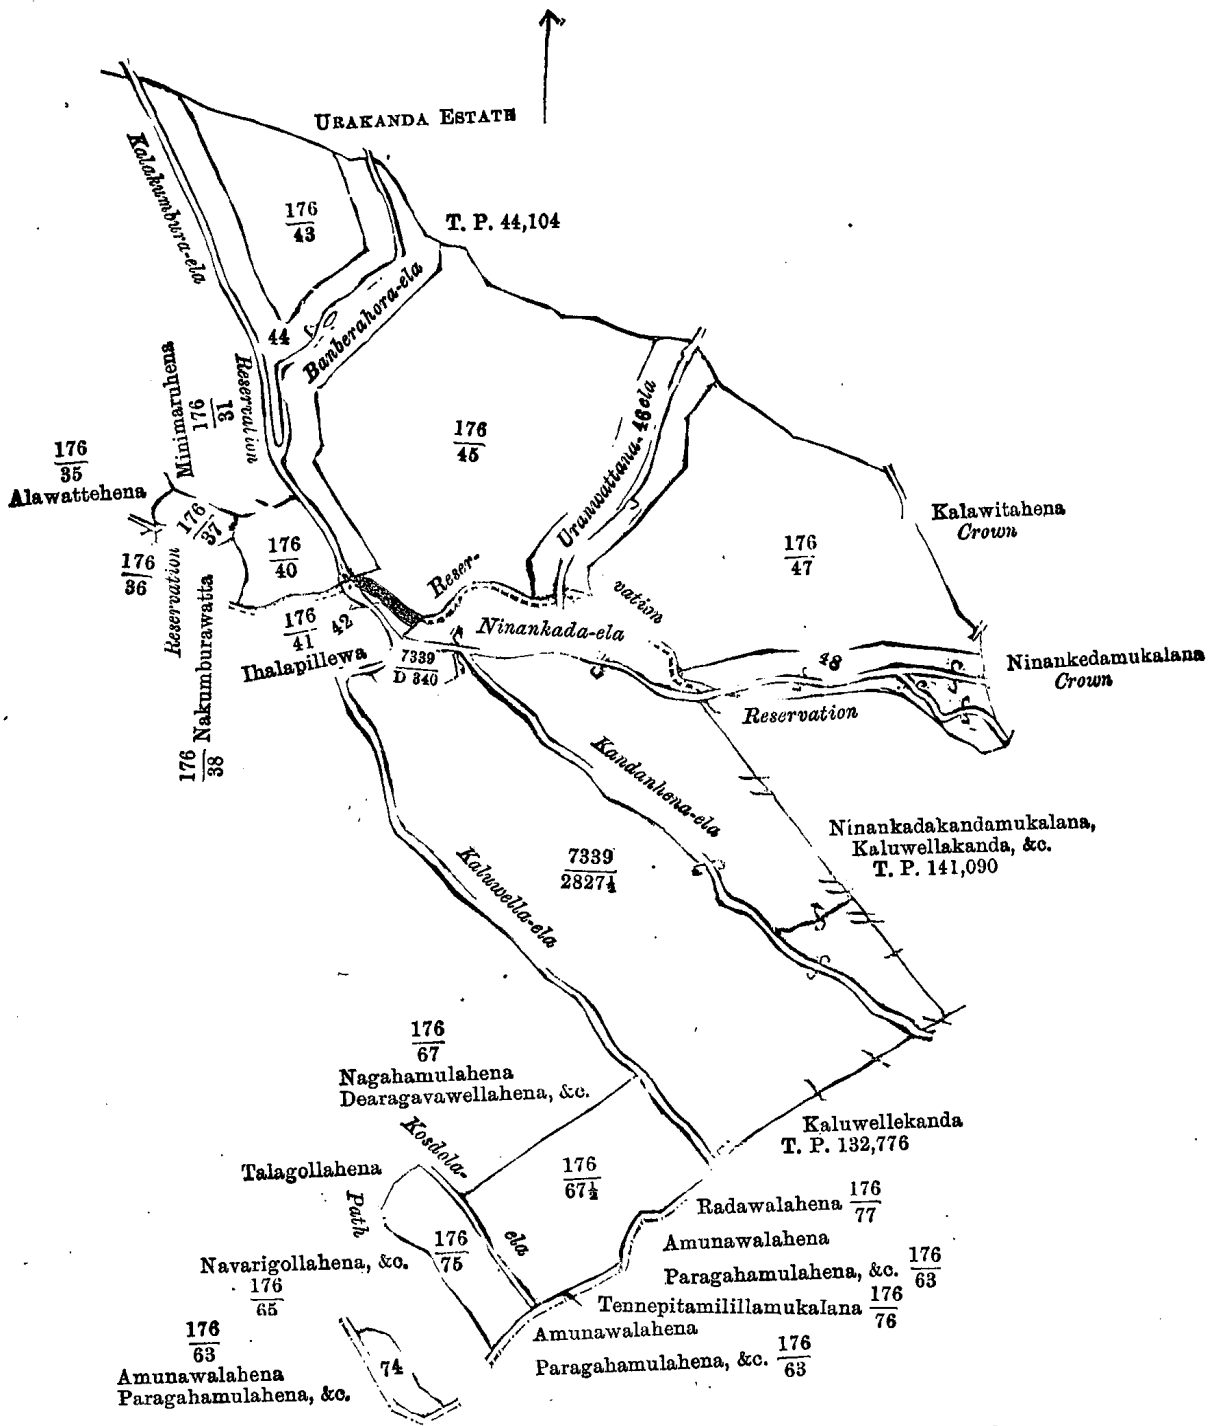 URAKANDA ESTATE
Kalakumbura-ela
176
43
T. P. 44,104
44
Banberahora-ela
Minimaruhena
176
31
Reservation
176
45
Uranwattana-46 ela
176
35
Alawattehena
176
37
176
36
Reservation
176
40
Kalawitahena
Crown
176
47
Reser-
vation
176
41
42
Ihalapillewa
Ninankada-ela
7339
D 340
48
Ninankedamukalana
Crown
Reservation
Nakumburawatta
176
38
Kandanhena-ela
Ninankadakandamukalana,
Kaluwellakanda, &c.
T. P. 141,090
7339
2827½
Kaluwella-ela
176
67
Nagahamulahena
Dearagavawellahena, &c.
Kaluwellekanda
T. P. 132,776
Kosdola-
ela
Talagollahena
Path
176
67½
Radawalahena 176
77
176
75
Navarigollahena, &c.
176
65
Amunawalahena
Paragahamulahena, &c. 176
63
Tennepitamilillamukalana 176
76
176
63
Amunawalahena
Paragahamulahena, &c.
74
Amunawalahena
Paragahamulahena, &c. 176
63